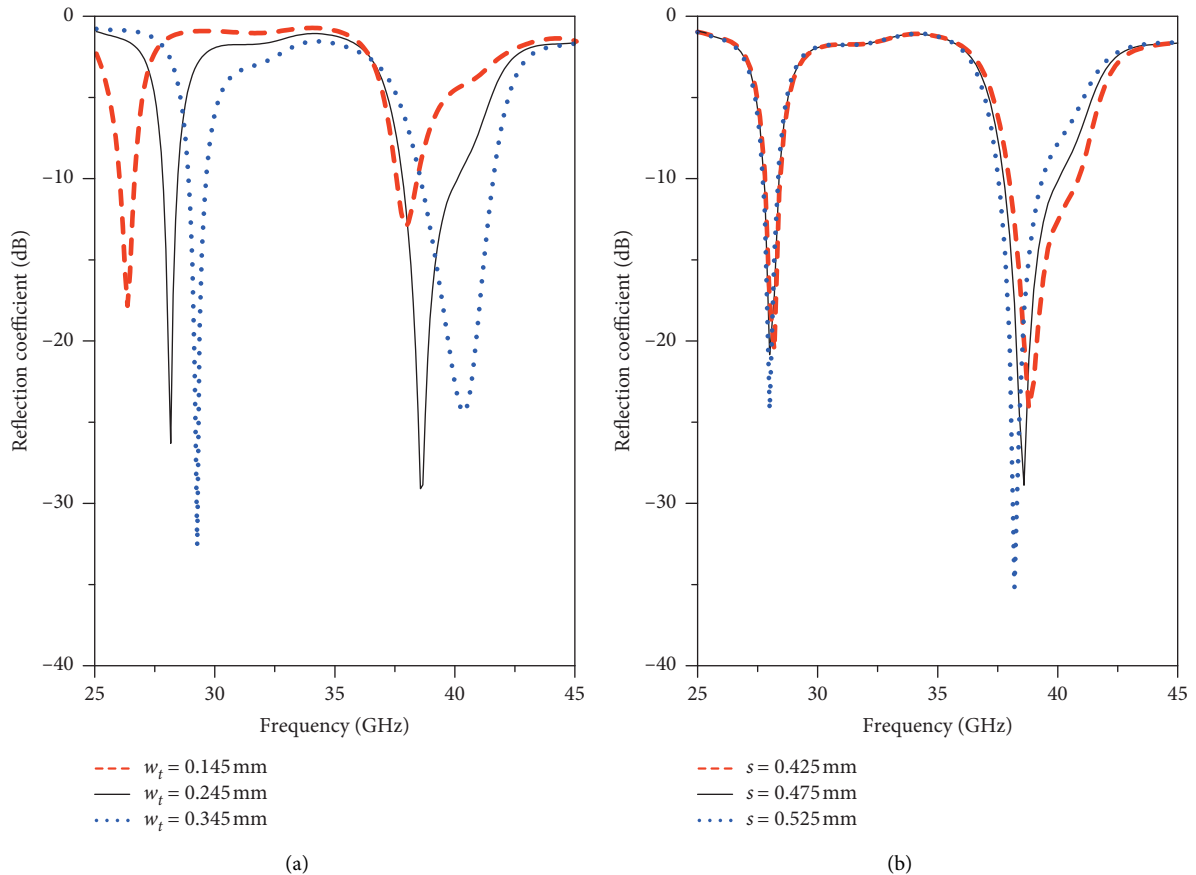 0
−10
−20
−30
−40
Reflection coefficient (dB)
25 30 35 40 45
Frequency (GHz)
w_t = 0.145 mm
w_t = 0.245 mm
w_t = 0.345 mm
(a)
0
−10
−20
−30
−40
Reflection coefficient (dB)
25 30 35 40 45
Frequency (GHz)
s = 0.425 mm
s = 0.475 mm
s = 0.525 mm
(b)